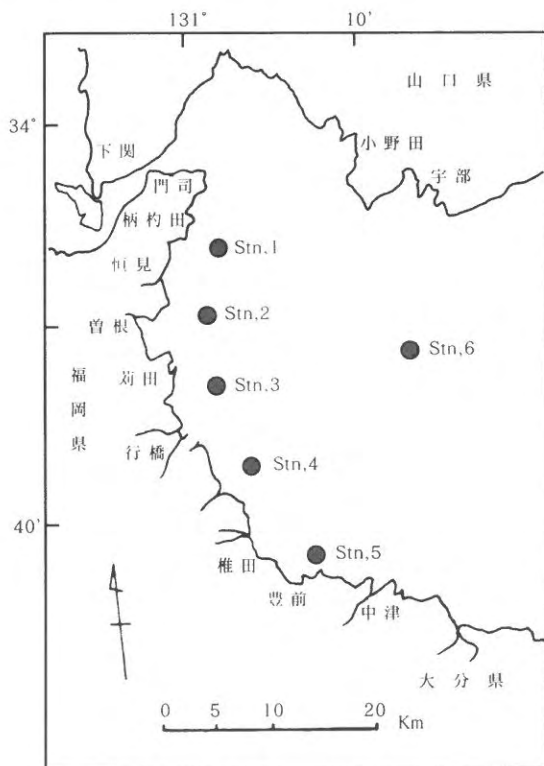 131°
10'
34°
山口県
下関
小野田
宇部
門司
柄杓田
恒見
Stn,1
曽根
Stn,2
Stn,6
福岡県
苅田
Stn,3
行橋
Stn,4
40'
椎田
Stn,5
豊前
中津
大分県
0 5 10 20
Km